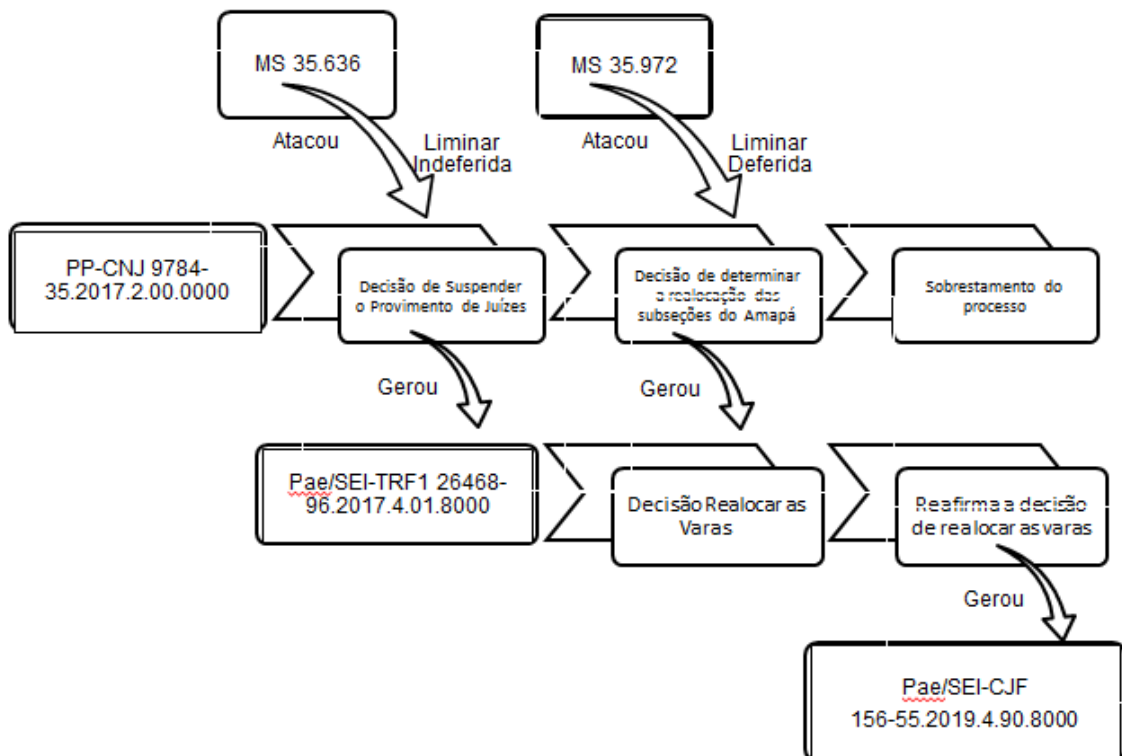 MS 35.636
MS 35.972
Atacou
Liminar
Indeferida
Atacou
Liminar
Deferida
PP-CNJ 9784-
35.2017.2.00.0000
Decisão de Suspender
o Provimento de Juízes
Decisão de determinar
a realocação das
subseções do Amapá
Sobrestamento do
processo
Gerou
Gerou
Pae/SEI-TRF1 26468-
96.2017.4.01.8000
Decisão Realocar as
Varas
Reafirma a decisão
de realocar as varas
Gerou
Pae/SEI-CJF
156-55.2019.4.90.8000